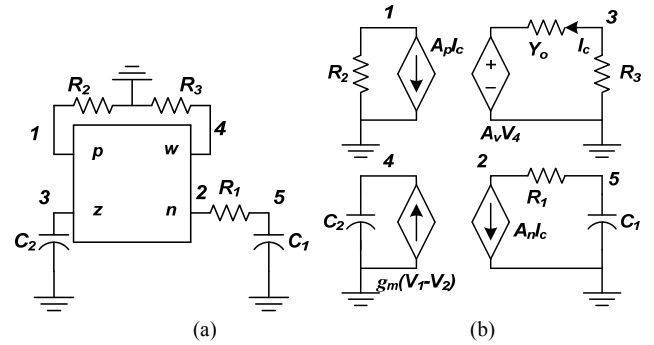 R2
R3
1
4
p
w
3
2
R1
5
z
n
C2
C1
(a)
1
3
ApIc
Yo
Ic
R2
+
−
R3
AvV4
4
2
5
R1
C2
AnIc
C1
gm(V1-V2)
(b)